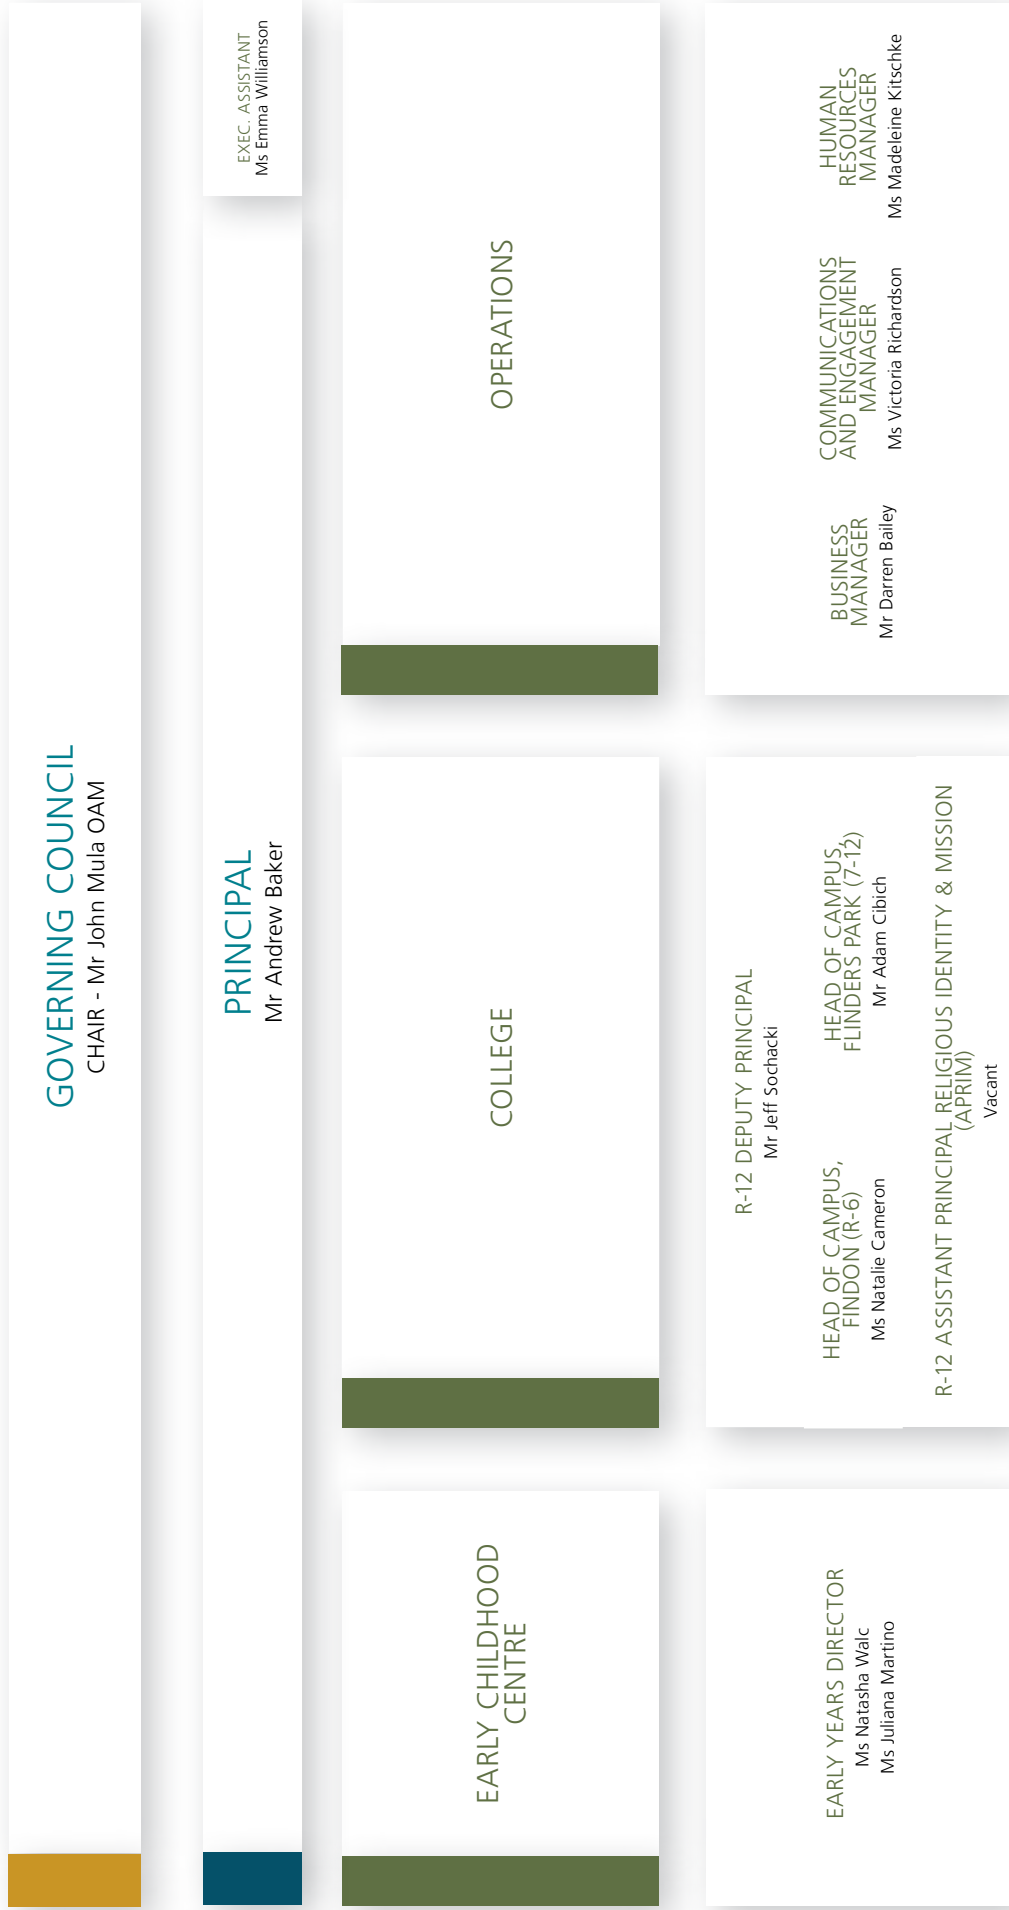 GOVERNING COUNCIL
CHAIR - Mr John Mula OAM
PRINCIPAL
Mr Andrew Baker
EXEC. ASSISTANT
Ms Emma Williamson
EARLY CHILDHOOD
CENTRE
COLLEGE
OPERATIONS
EARLY YEARS DIRECTOR
Ms Natasha Walc
Ms Juliana Martino
R-12 DEPUTY PRINCIPAL
Mr Jeff Sochacki
HEAD OF CAMPUS,
FINDON (R-6)
Ms Natalie Cameron
HEAD OF CAMPUS,
FLINDERS PARK (7-12)
Mr Adam Cibich
R-12 ASSISTANT PRINCIPAL RELIGIOUS IDENTITY & MISSION
(APRIM)
Vacant
BUSINESS
MANAGER
Mr Darren Bailey
COMMUNICATIONS
AND ENGAGEMENT
MANAGER
Ms Victoria Richardson
HUMAN
RESOURCES
MANAGER
Ms Madeleine Kitschke